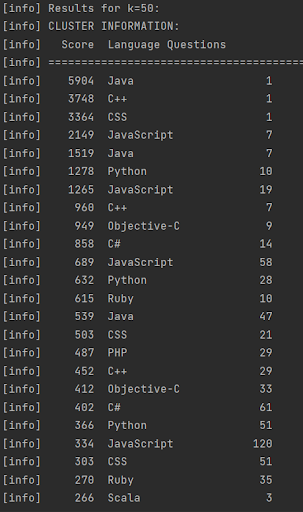 [info] Results for k=50:
[info] CLUSTER INFORMATION:
[info] Score Language Questions
[info] ======================================
[info] 5904 Java 1
[info] 3748 C++ 1
[info] 3364 CSS 1
[info] 2149 JavaScript 7
[info] 1519 Java 7
[info] 1278 Python 10
[info] 1265 JavaScript 19
[info] 960 C++ 7
[info] 949 Objective-C 9
[info] 858 C# 14
[info] 689 JavaScript 58
[info] 632 Python 28
[info] 615 Ruby 10
[info] 539 Java 47
[info] 503 CSS 21
[info] 487 PHP 29
[info] 452 C++ 29
[info] 412 Objective-C 33
[info] 402 C# 61
[info] 366 Python 51
[info] 334 JavaScript 120
[info] 303 CSS 51
[info] 270 Ruby 35
[info] 266 Scala 3